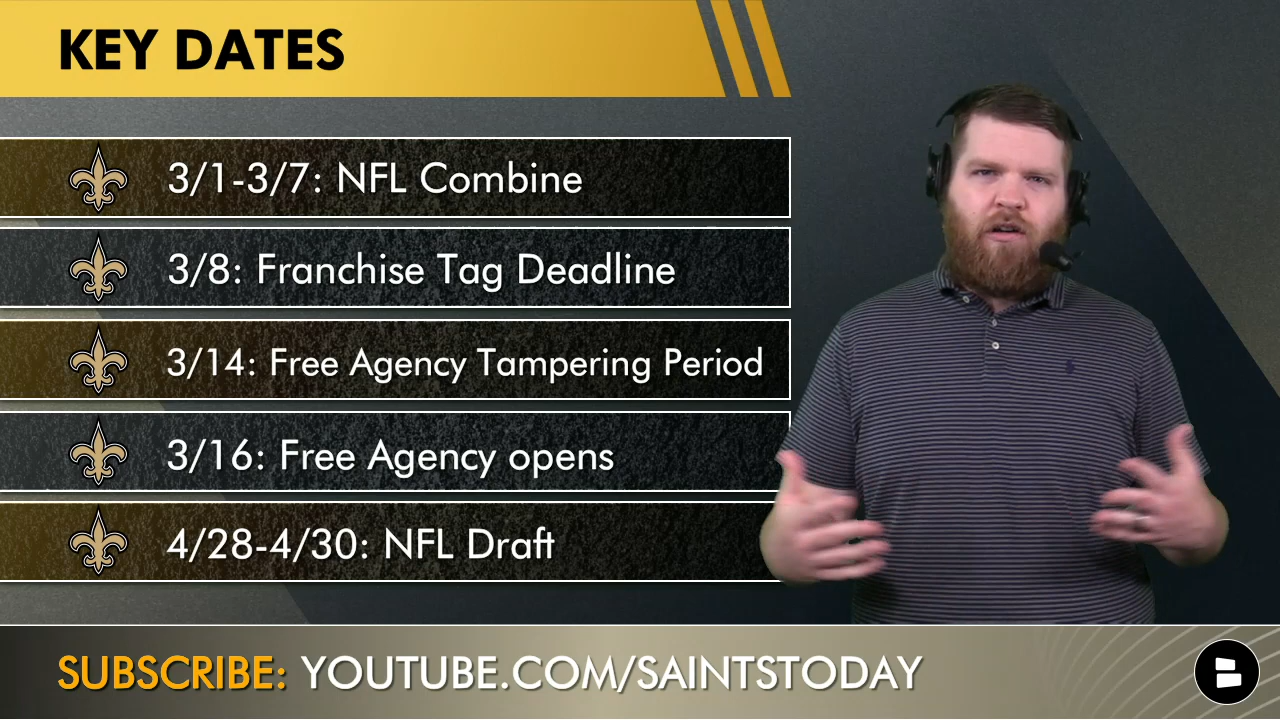 KEY DATES
3/1-3/7: NFL Combine
3/8: Franchise Tag Deadline
3/14: Free Agency Tampering Period
3/16: Free Agency opens
4/28-4/30: NFL Draft
SUBSCRIBE: YOUTUBE.COM/SAINTSTODAY